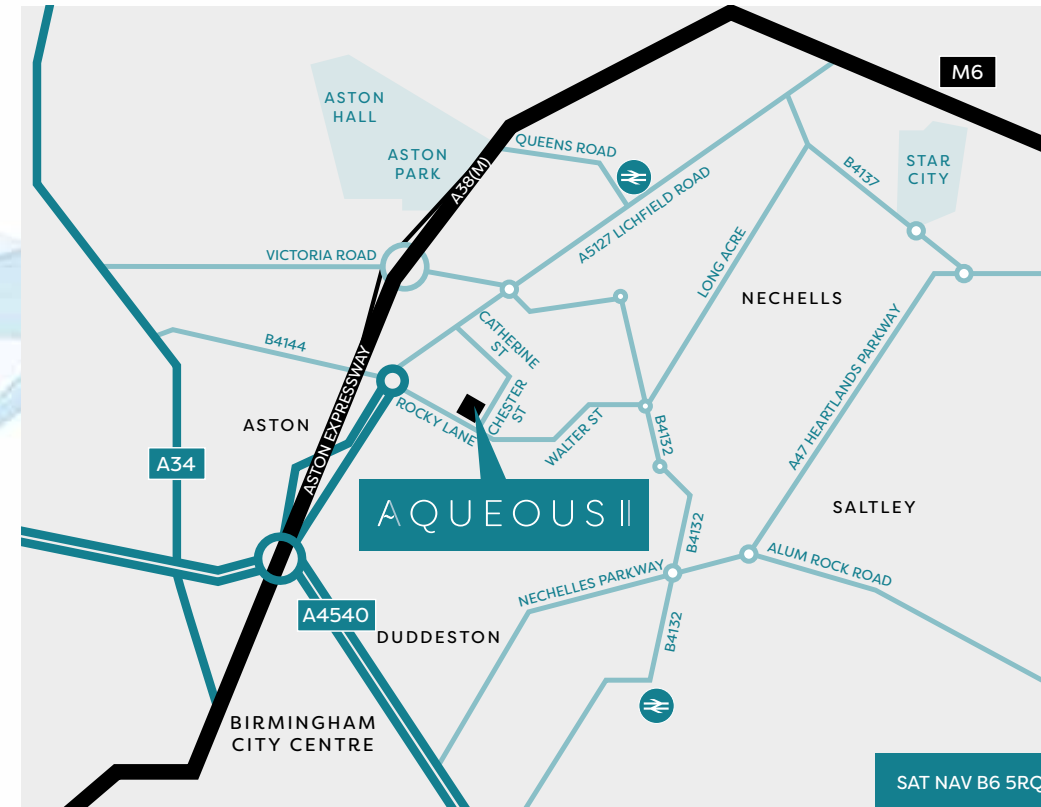 M6
ASTON
HALL
ASTON
PARK
QUEENS ROAD
A38(M)
B4137
STAR
CITY
A5127 LICHFIELD ROAD
VICTORIA ROAD
LONG ACRE
NECHELLS
CATHERINE
ST
B4144
ASTON EXPRESSWAY
CHESTER
ST
ROCKY LANE
A47 HEARTLANDS PARKWAY
ASTON
WALTER ST
B4132
A34
AQUEOUS II
SALTLEY
B4132
ALUM ROCK ROAD
NECHELLES PARKWAY
A4540
DUDDESTON
B4132
BIRMINGHAM
CITY CENTRE
SAT NAV B6 5RQ